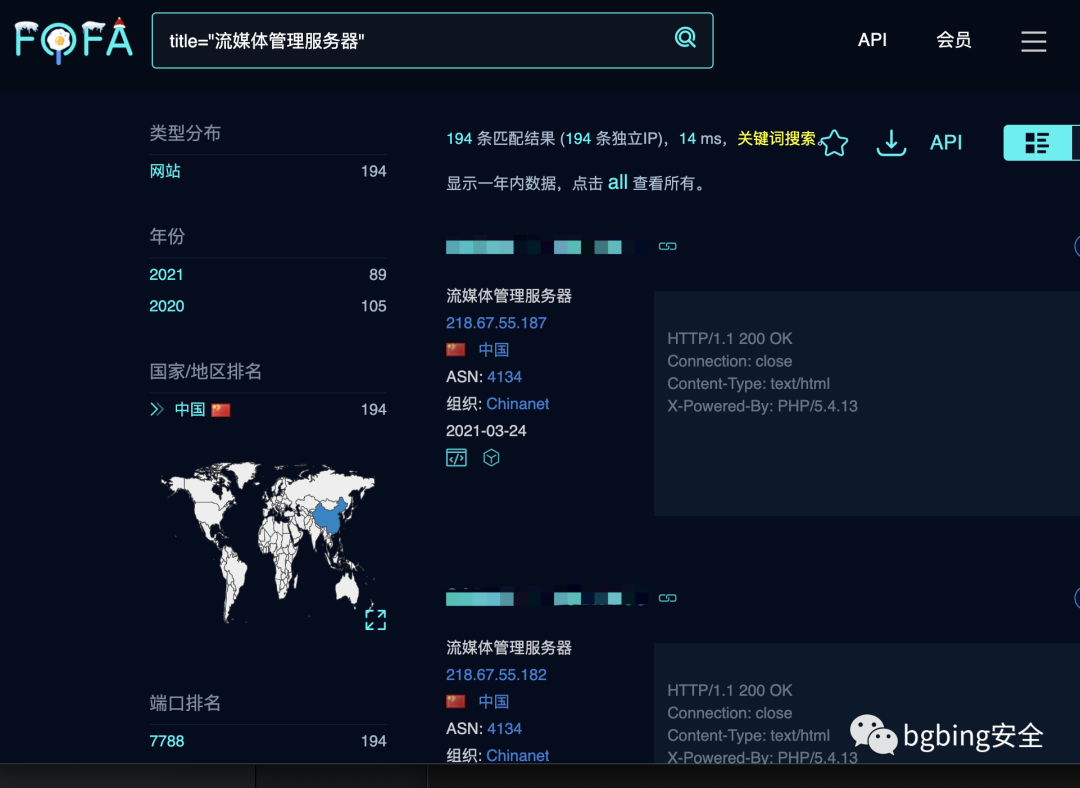 FOFA
title="流媒体管理服务器"
API
会员
类型分布
网站 194
年份
2021 89
2020 105
国家/地区排名
中国 194
端口排名
7788 194
194 条匹配结果 (194 条独立IP)，14 ms，关键词搜索。
API
显示一年内数据，点击 all 查看所有。
流媒体管理服务器
218.67.55.187
中国
ASN: 4134
组织: Chinanet
2021-03-24
HTTP/1.1 200 OK
Connection: close
Content-Type: text/html
X-Powered-By: PHP/5.4.13
流媒体管理服务器
218.67.55.182
中国
ASN: 4134
组织: Chinanet
HTTP/1.1 200 OK
Connection: close
Content-Type: text/html
X-Powered-By: PHP/5.4.13
bgbing安全